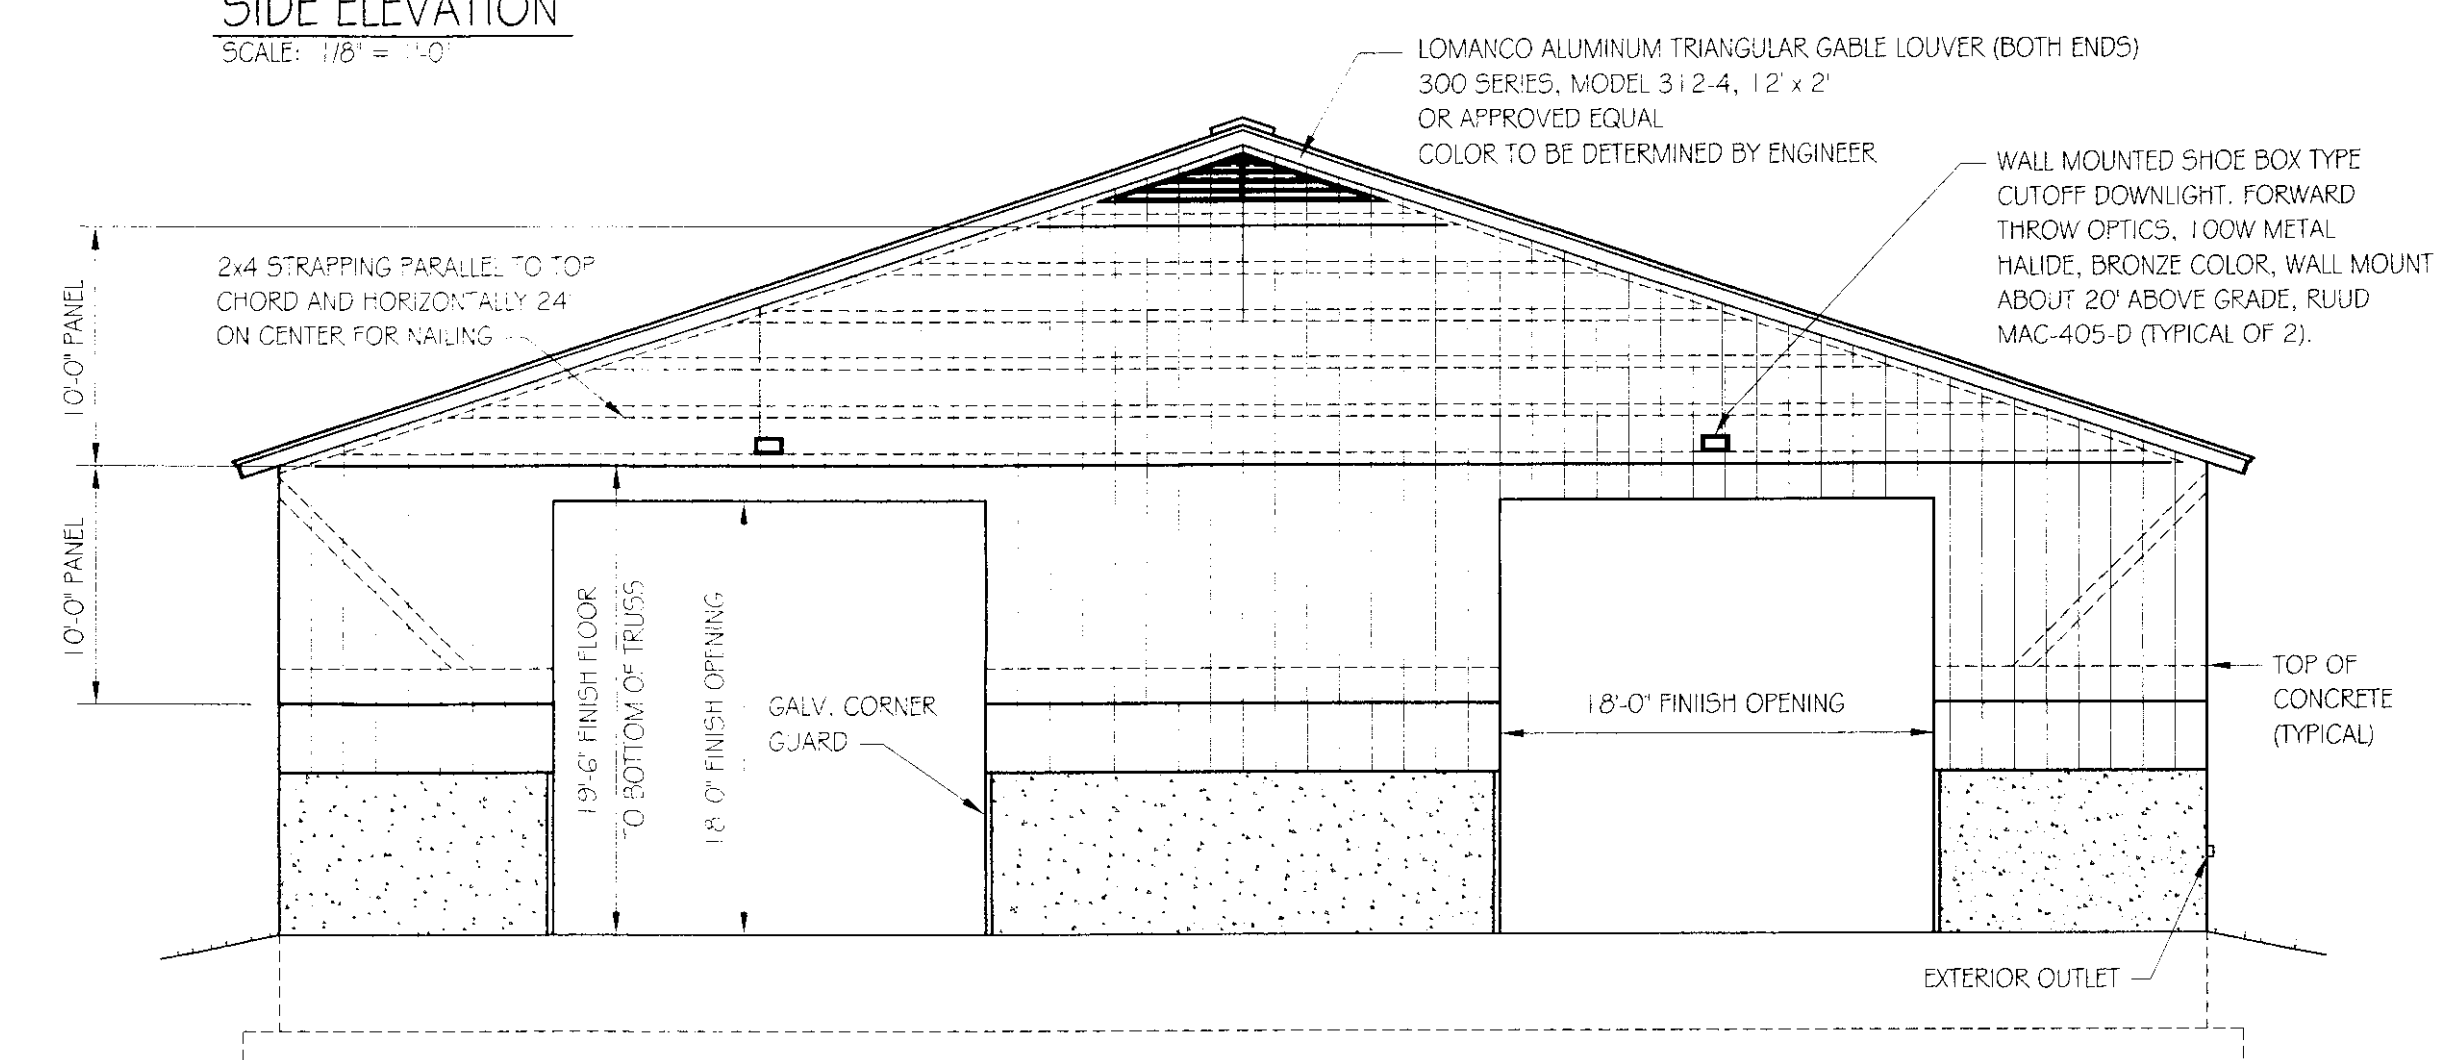 SIDE ELEVATION
SCALE: 1/8" = 1'-0"
LOMANCO ALUMINUM TRIANGULAR GABLE LOUVER (BOTH ENDS)
300 SERIES, MODEL 312-4, 12' x 2'
OR APPROVED EQUAL
COLOR TO BE DETERMINED BY ENGINEER
WALL MOUNTED SHOE BOX TYPE
CUTOFF DOWNLIGHT. FORWARD
THROW OPTICS, 100W METAL
HALIDE, BRONZE COLOR, WALL MOUNT
ABOUT 20' ABOVE GRADE, RUUD
MAC-405-D (TYPICAL OF 2).
2x4 STRAPPING PARALLEL TO TOP
CHORD AND HORIZONTALLY 24"
ON CENTER FOR NAILING
10'-0" PANEL
10'-0" PANEL
19'-6" FINISH FLOOR
TO BOTTOM OF TRUSS
18'0" FINISH OPENING
GALV. CORNER
GUARD
18'-0" FINIISH OPENING
TOP OF
CONCRETE
(TYPICAL)
EXTERIOR OUTLET